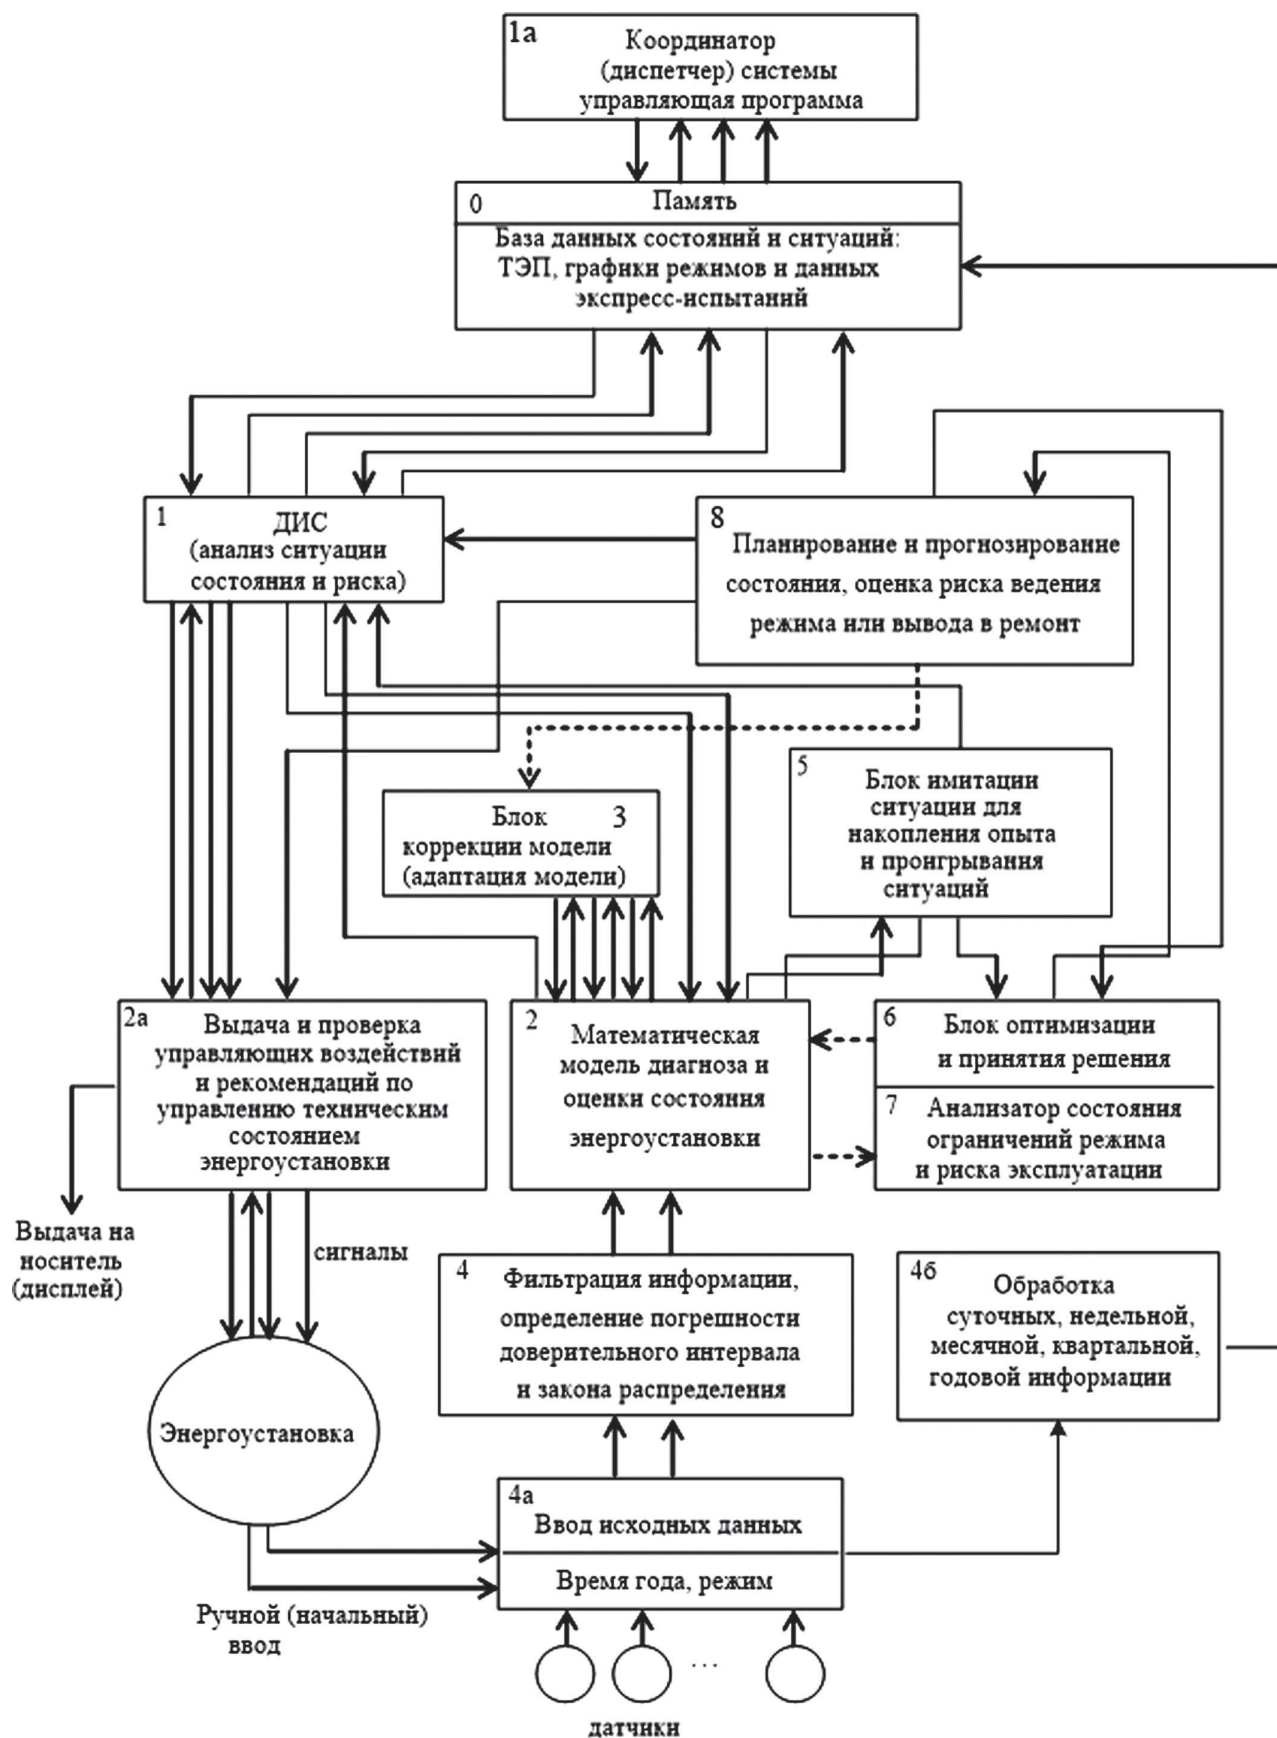 1а
Координатор
(диспетчер) системы
управляющая программа
0
Память
База данных состояний и ситуаций:
ТЭП, графики режимов и данных
экспресс-испытаний
1
ДИС
(анализ ситуации
состояния и риска)
8
Планирование и прогнозирование
состояния, оценка риска ведения
режима или вывода в ремонт
5
Блок имитации
ситуации для
накопления опыта
и проигрывания
ситуаций
Блок 3
коррекции модели
(адаптация модели)
2а
Выдача и проверка
управляющих воздействий
и рекомендаций по
управлению техническим
состоянием
энергоустановки
2
Математическая
модель диагноза и
оценки состояния
энергоустановки
6
Блок оптимизации
и принятия решения
7
Анализатор состояния
ограничений режима
и риска эксплуатации
Выдача на
носитель
(дисплей)
сигналы
4
Фильтрация информации,
определение погрешности
доверительного интервала
и закона распределения
4б
Обработка
суточных, недельной,
месячной, квартальной,
годовой информации
Энергоустановка
4а
Ввод исходных данных
Время года, режим
Ручной (начальный)
ввод
...
датчики